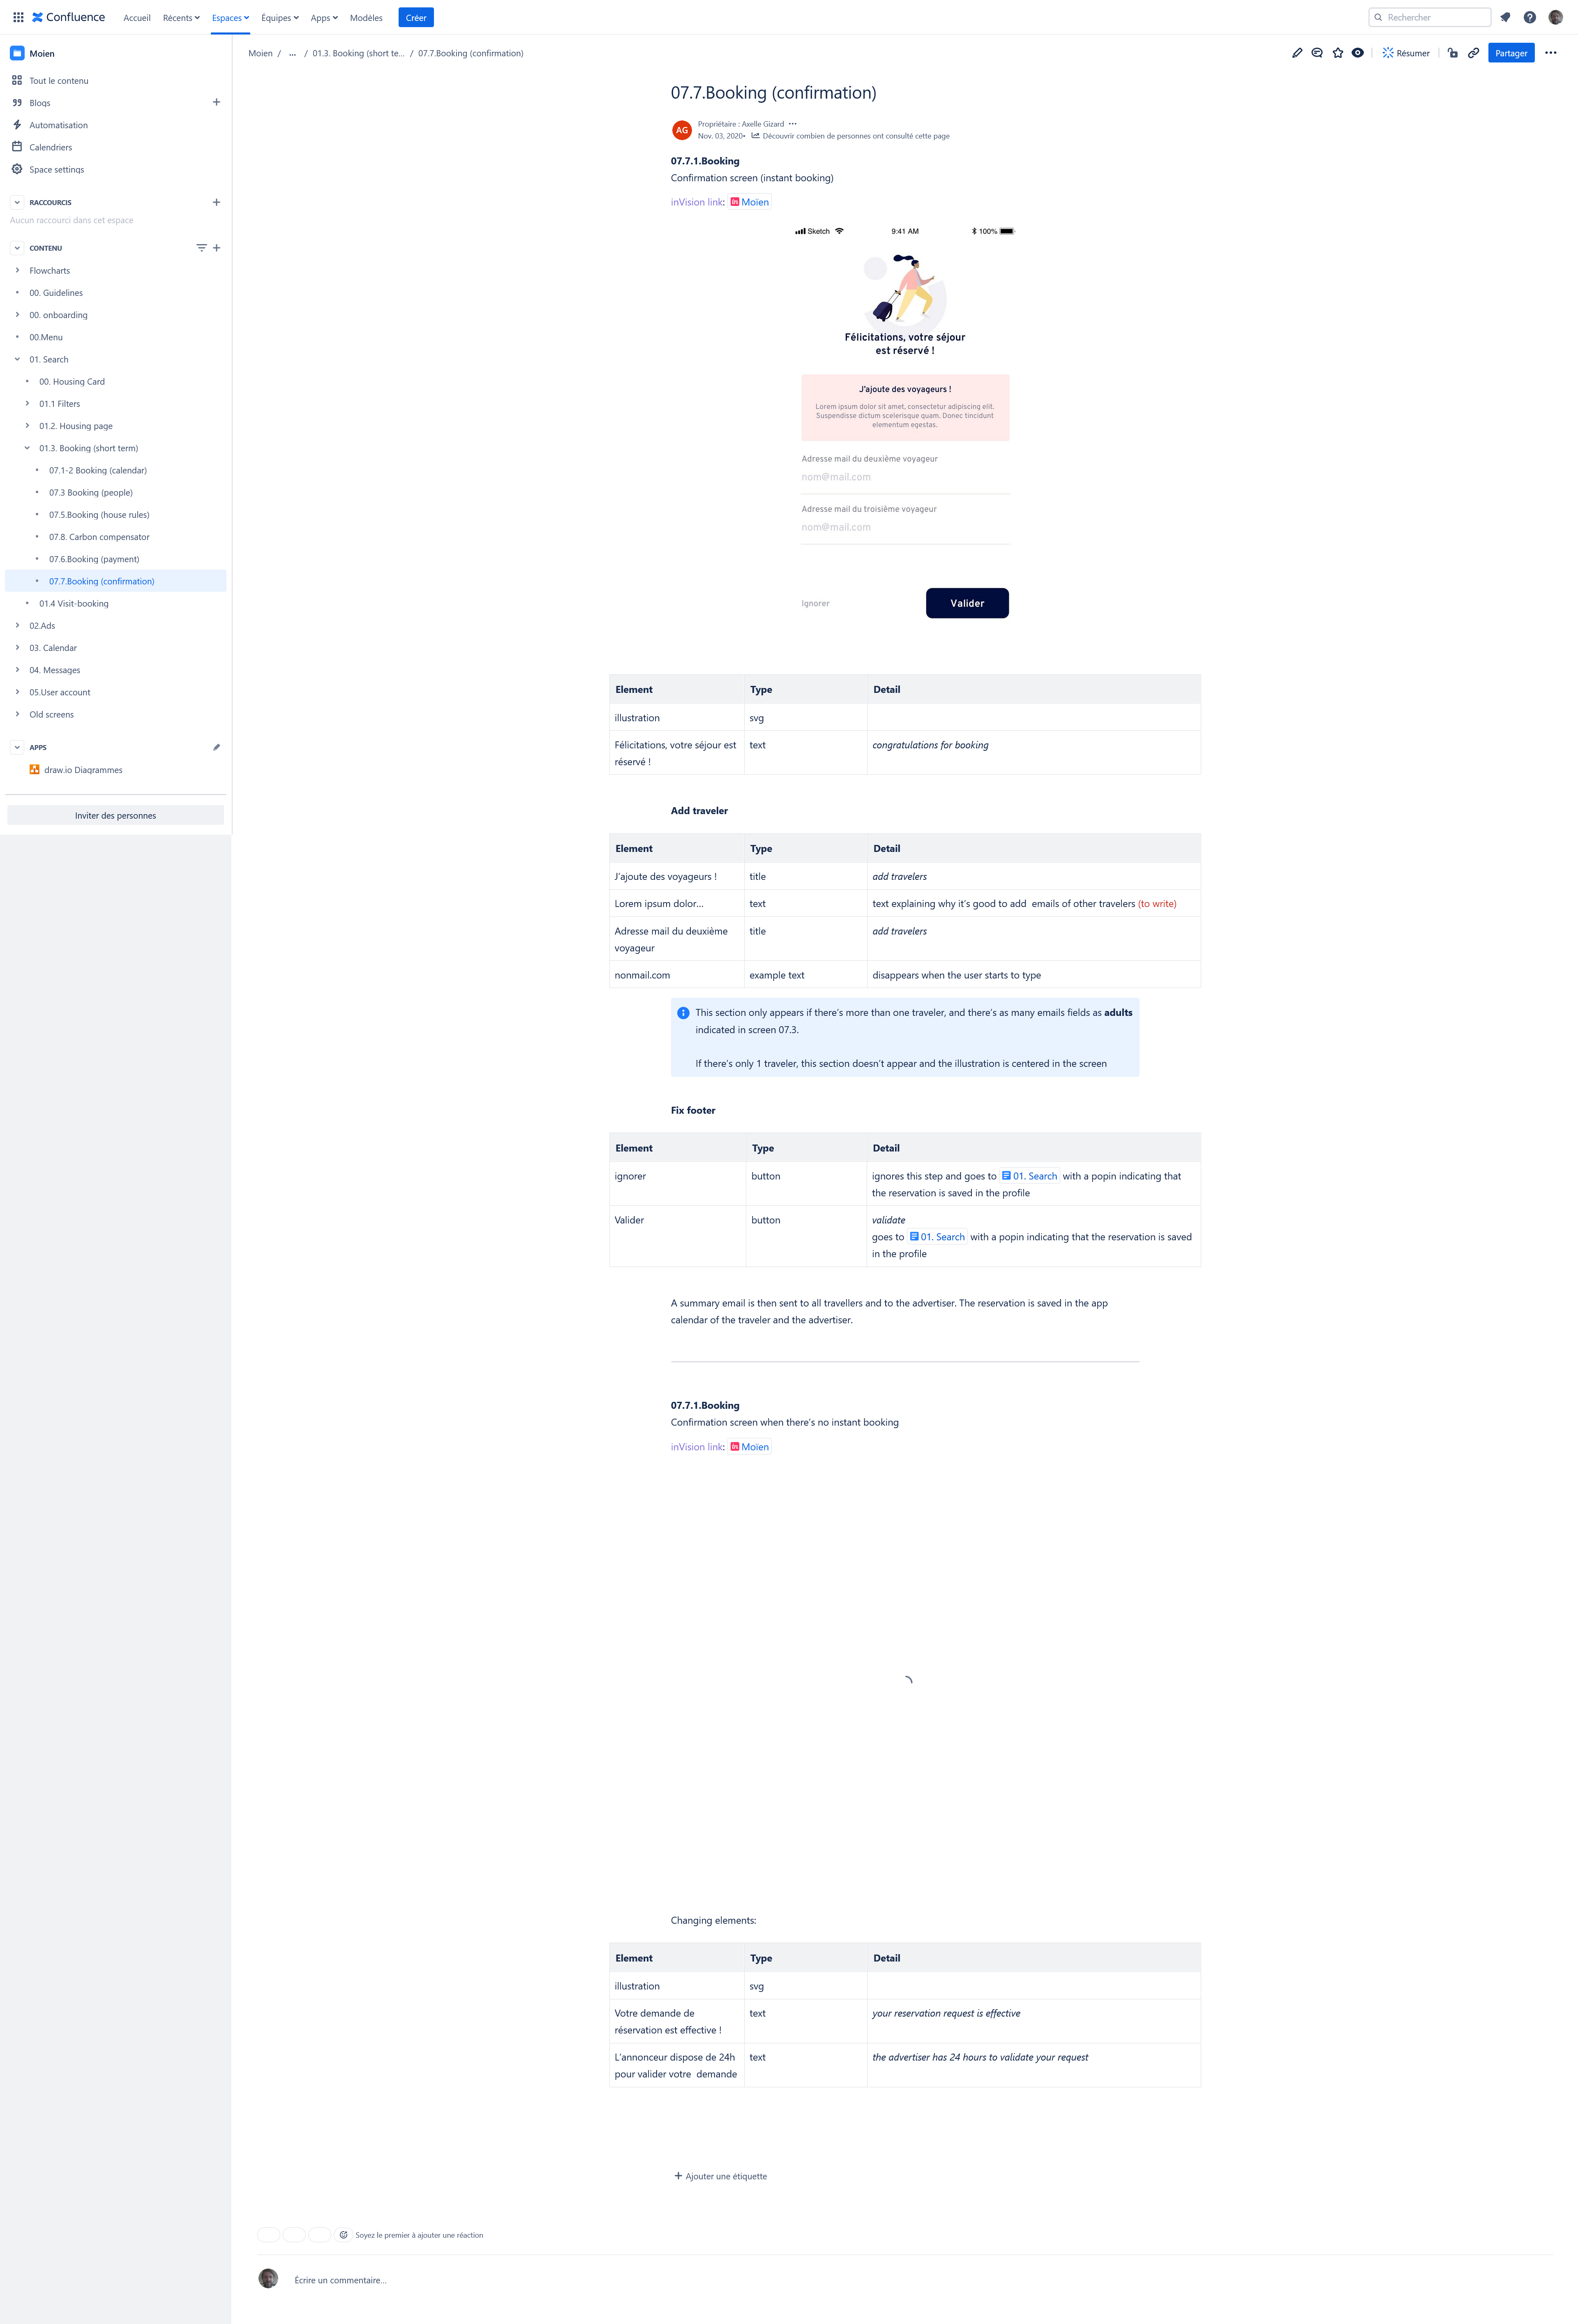 Confluence
Accueil
Récents
Espaces
Équipes
Apps
Modèles
Créer
Rechercher
Moien
Tout le contenu
Blogs
Automatisation
Calendriers
Space settings
RACCOURCIS
Aucun raccourci dans cet espace
CONTENU
Flowcharts
00. Guidelines
00. onboarding
00.Menu
01. Search
00. Housing Card
01.1 Filters
01.2. Housing page
01.3. Booking (short term)
07.1-2 Booking (calendar)
07.3 Booking (people)
07.5.Booking (house rules)
07.8. Carbon compensator
07.6.Booking (payment)
07.7.Booking (confirmation)
01.4 Visit-booking
02.Ads
03. Calendar
04. Messages
05.User account
Old screens
APPS
draw.io Diagrammes
Inviter des personnes
Moien / ... / 01.3. Booking (short te... / 07.7.Booking (confirmation)
Résumer
Partager
07.7.Booking (confirmation)
AG
Propriétaire : Axelle Gizard
Nov. 03, 2020• Découvrir combien de personnes ont consulté cette page
07.7.1.Booking
Confirmation screen (instant booking)
inVision link: in Moïen
Sketch 9:41 AM 100%
Félicitations, votre séjour
est réservé !
J'ajoute des voyageurs !
Lorem ipsum dolor sit amet, consectetur adipiscing elit.
Suspendisse dictum scelerisque quam. Donec tincidunt
elementum egestas.
Adresse mail du deuxième voyageur
nom@mail.com
Adresse mail du troisième voyageur
nom@mail.com
Ignorer
Valider
Element Type Detail
illustration svg
Félicitations, votre séjour est text congratulations for booking
réservé !
Add traveler
Element Type Detail
J'ajoute des voyageurs ! title add travelers
Lorem ipsum dolor... text text explaining why it's good to add emails of other travelers (to write)
Adresse mail du deuxième title add travelers
voyageur
nonmail.com example text disappears when the user starts to type
This section only appears if there's more than one traveler, and there's as many emails fields as adults
indicated in screen 07.3.
If there's only 1 traveler, this section doesn't appear and the illustration is centered in the screen
Fix footer
Element Type Detail
ignorer button ignores this step and goes to 01. Search with a popin indicating that
the reservation is saved in the profile
Valider button validate
goes to 01. Search with a popin indicating that the reservation is saved
in the profile
A summary email is then sent to all travellers and to the advertiser. The reservation is saved in the app
calendar of the traveler and the advertiser.
07.7.1.Booking
Confirmation screen when there's no instant booking
inVision link: in Moïen
Changing elements:
Element Type Detail
illustration svg
Votre demande de text your reservation request is effective
réservation est effective !
L'annonceur dispose de 24h text the advertiser has 24 hours to validate your request
pour valider votre demande
Ajouter une étiquette
Soyez le premier à ajouter une réaction
Écrire un commentaire...